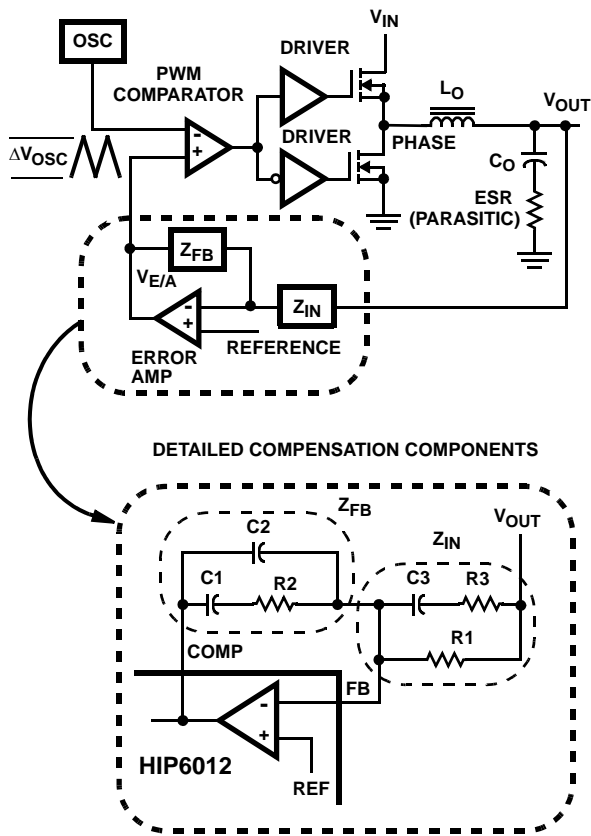 V_IN
OSC
DRIVER
PWM
COMPARATOR
L_O
V_OUT
-
+
DRIVER
PHASE
ΔV_OSC
C_O
ESR
(PARASITIC)
Z_FB
V_E/A
-
+
Z_IN
REFERENCE
ERROR
AMP
DETAILED COMPENSATION COMPONENTS
Z_FB
V_OUT
C2
Z_IN
C1
R2
C3
R3
R1
COMP
FB
-
+
HIP6012
REF